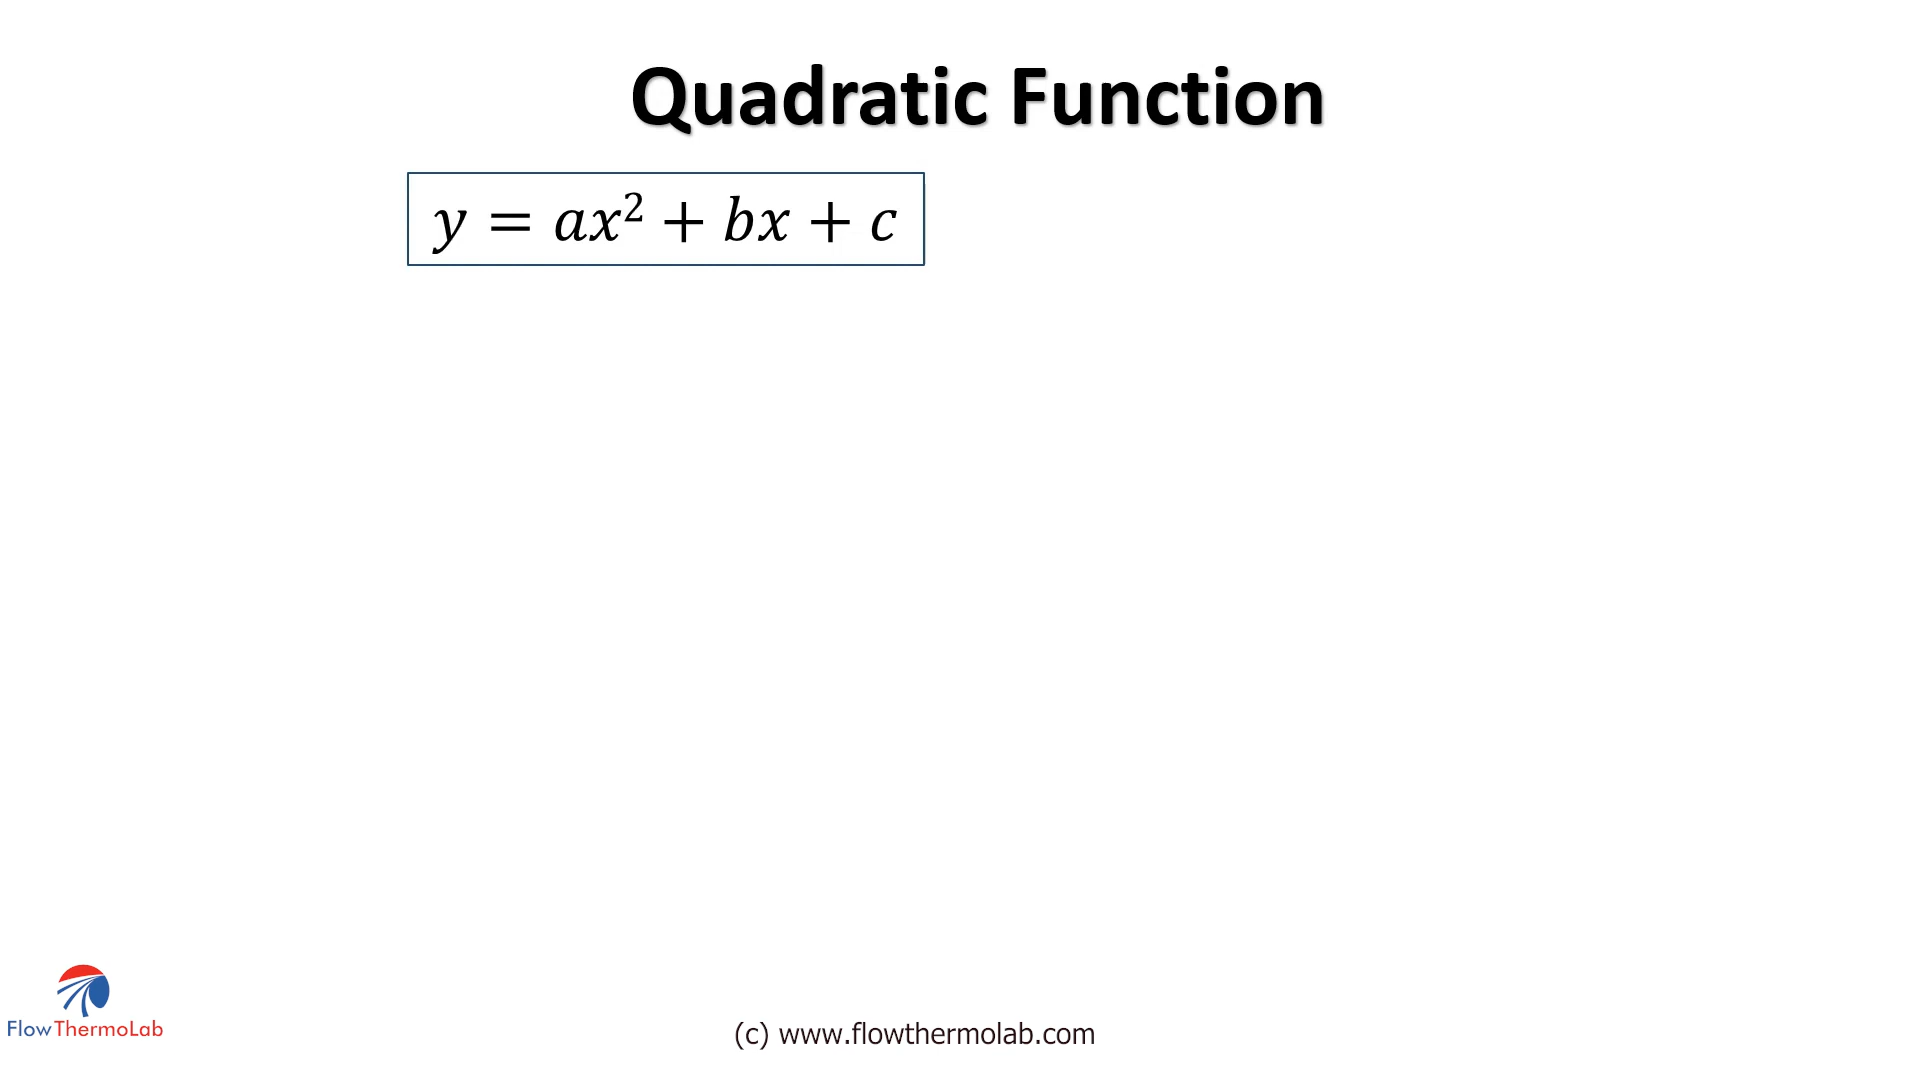 Quadratic Function
y = ax² + bx + c
FlowThermoLab
(c) www.flowthermolab.com